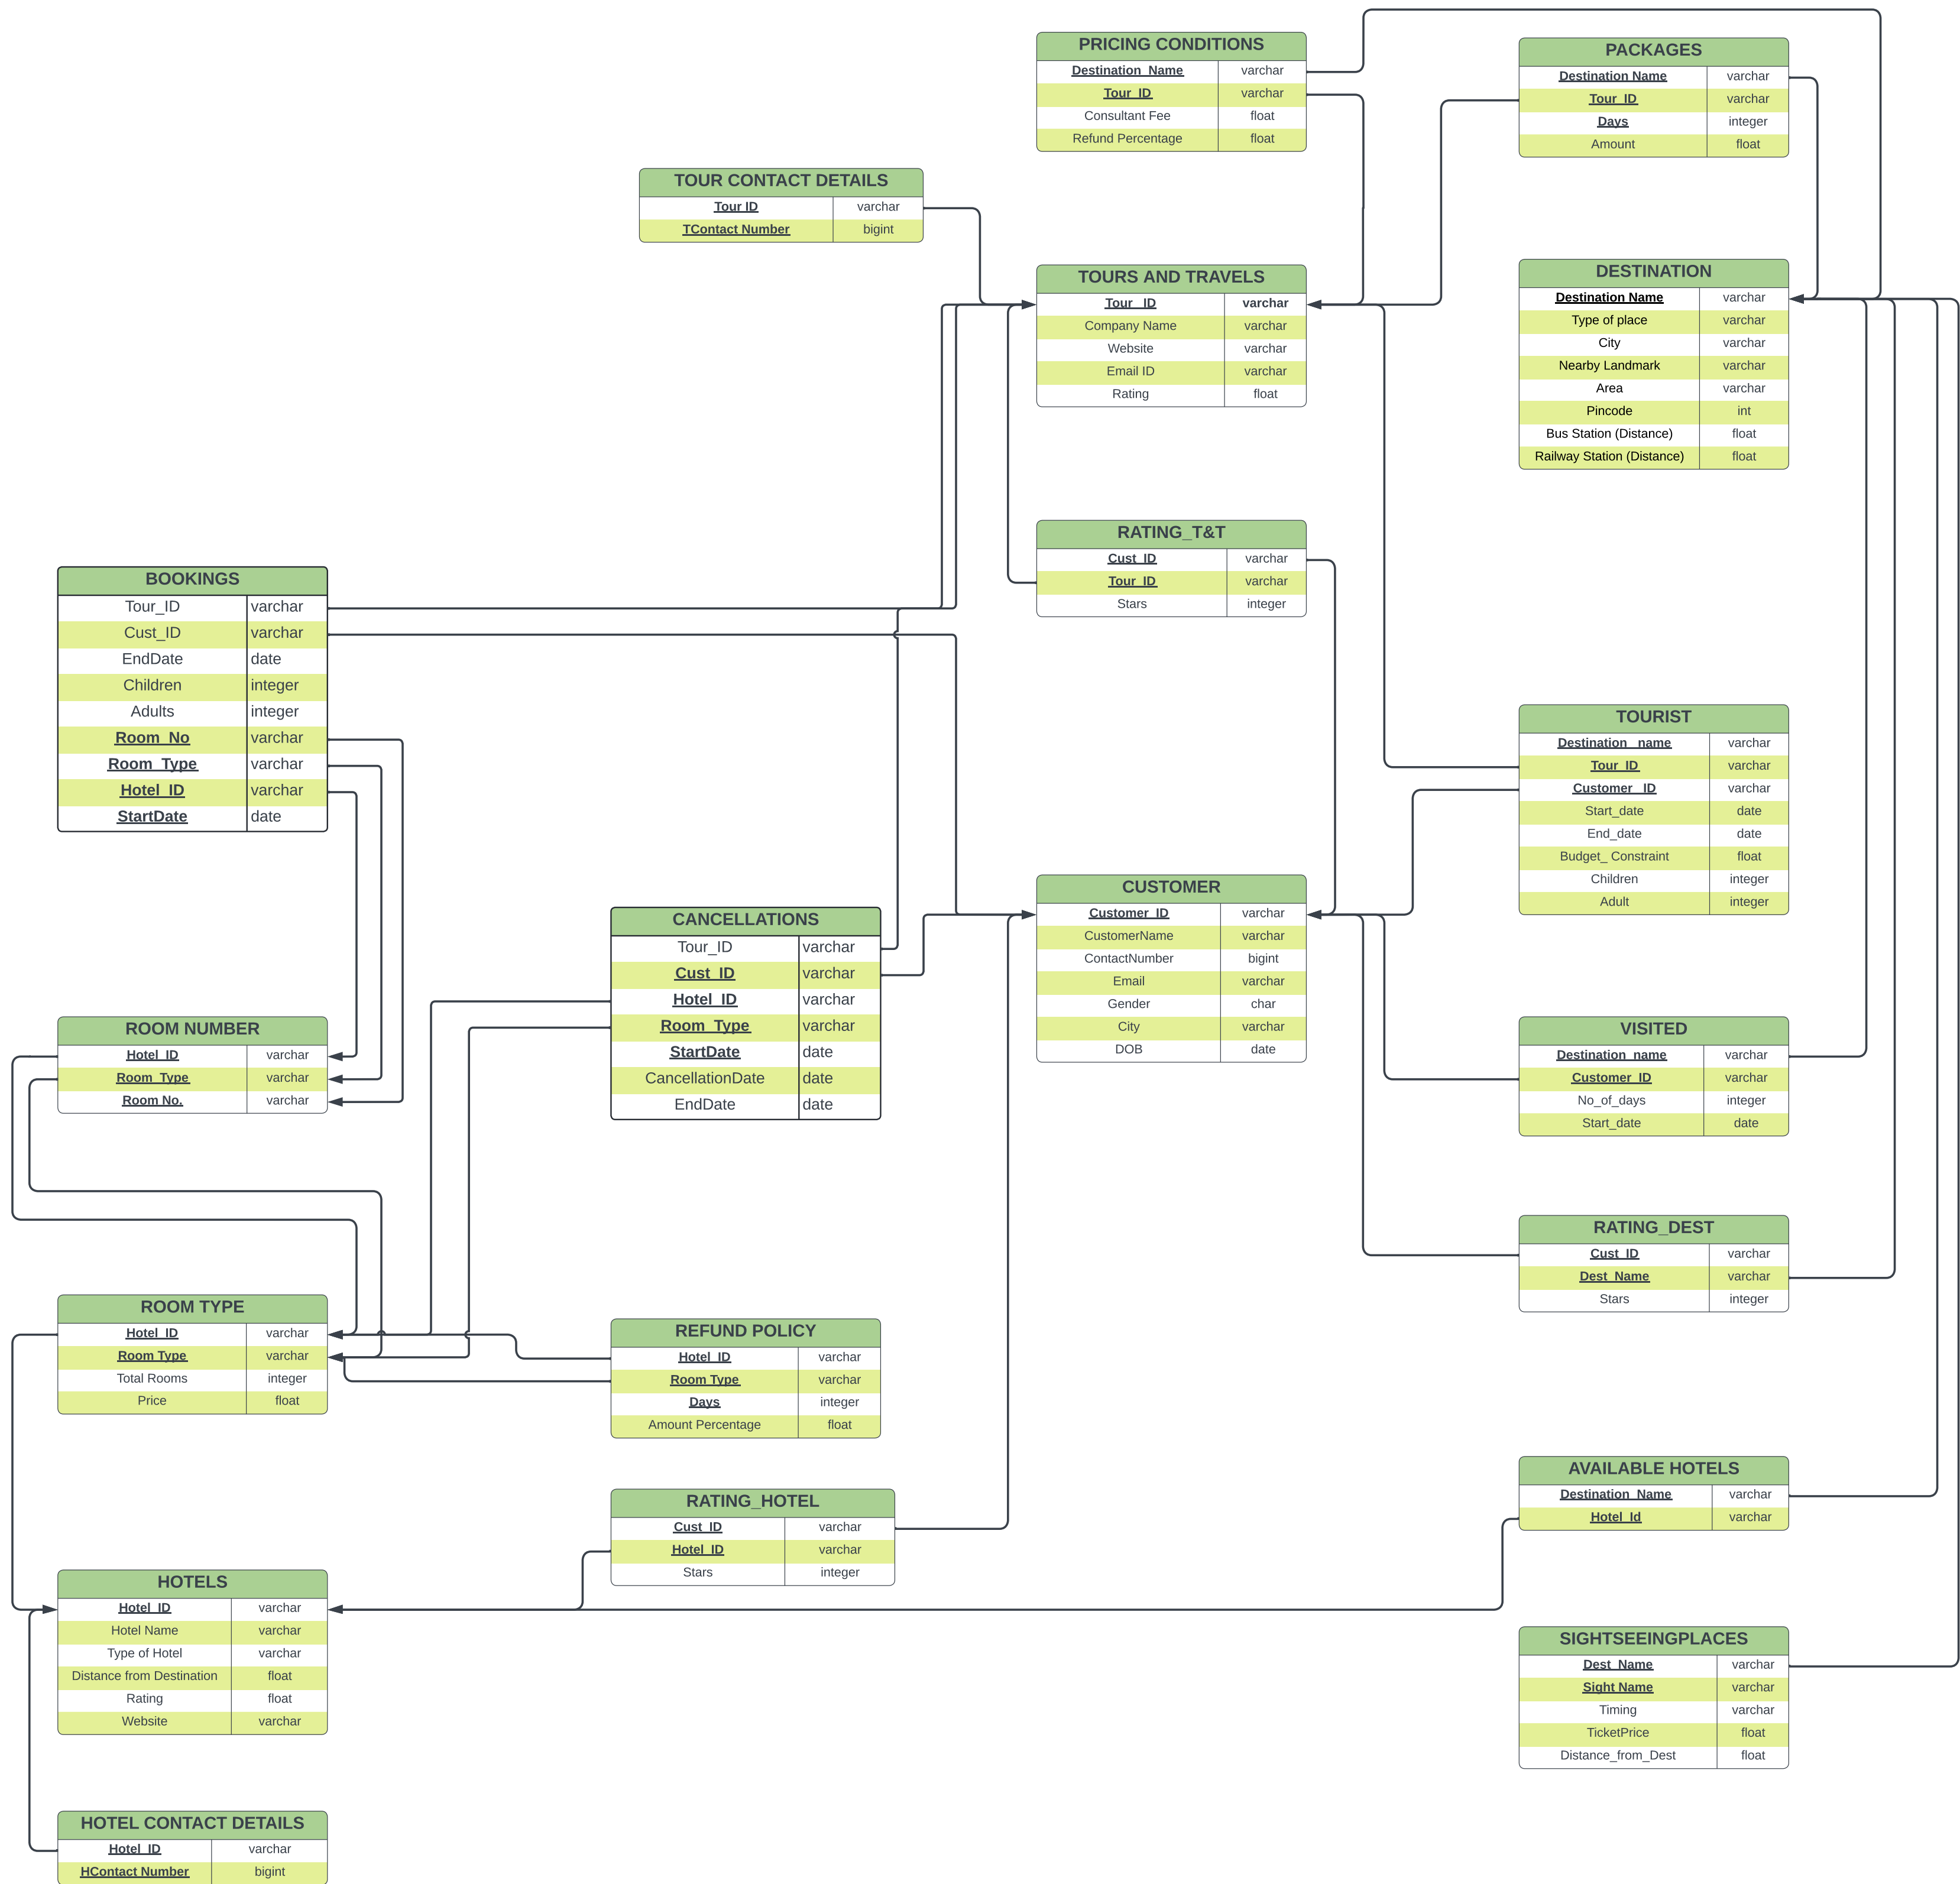 PRICING CONDITIONS
Destination_Name varchar
Tour_ID varchar
Consultant Fee float
Refund Percentage float
PACKAGES
Destination Name varchar
Tour_ID varchar
Days integer
Amount float
TOUR CONTACT DETAILS
Tour ID varchar
TContact Number bigint
TOURS AND TRAVELS
Tour_ID varchar
Company Name varchar
Website varchar
Email ID varchar
Rating float
DESTINATION
Destination Name varchar
Type of place varchar
City varchar
Nearby Landmark varchar
Area varchar
Pincode int
Bus Station (Distance) float
Railway Station (Distance) float
RATING_T&T
Cust_ID varchar
Tour_ID varchar
Stars integer
BOOKINGS
Tour_ID varchar
Cust_ID varchar
EndDate date
Children integer
Adults integer
Room_No varchar
Room_Type varchar
Hotel_ID varchar
StartDate date
TOURIST
Destination_name varchar
Tour_ID varchar
Customer_ID varchar
Start_date date
End_date date
Budget_ Constraint float
Children integer
Adult integer
CANCELLATIONS
Tour_ID varchar
Cust_ID varchar
Hotel_ID varchar
Room_Type varchar
StartDate date
CancellationDate date
EndDate date
CUSTOMER
Customer_ID varchar
CustomerName varchar
ContactNumber bigint
Email varchar
Gender char
City varchar
DOB date
ROOM NUMBER
Hotel_ID varchar
Room_Type varchar
Room No. varchar
VISITED
Destination_name varchar
Customer_ID varchar
No_of_days integer
Start_date date
RATING_DEST
Cust_ID varchar
Dest_Name varchar
Stars integer
ROOM TYPE
Hotel_ID varchar
Room Type varchar
Total Rooms integer
Price float
REFUND POLICY
Hotel_ID varchar
Room Type varchar
Days integer
Amount Percentage float
AVAILABLE HOTELS
Destination_Name varchar
Hotel_Id varchar
RATING_HOTEL
Cust_ID varchar
Hotel_ID varchar
Stars integer
HOTELS
Hotel_ID varchar
Hotel Name varchar
Type of Hotel varchar
Distance from Destination float
Rating float
Website varchar
SIGHTSEEINGPLACES
Dest_Name varchar
Sight Name varchar
Timing varchar
TicketPrice float
Distance_from_Dest float
HOTEL CONTACT DETAILS
Hotel_ID varchar
HContact Number bigint